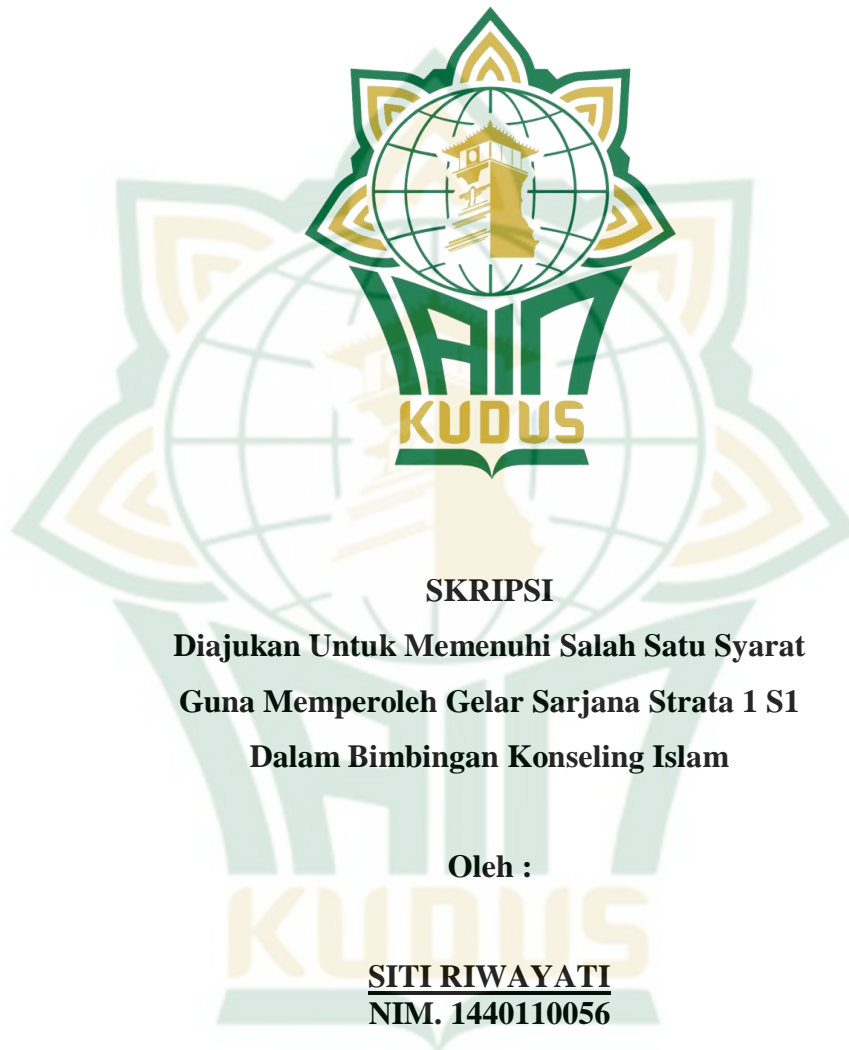 IAIN
KUDUS
SKRIPSI
Diajukan Untuk Memenuhi Salah Satu Syarat
Guna Memperoleh Gelar Sarjana Strata 1 S1
Dalam Bimbingan Konseling Islam
Oleh :
SITI RIWAYATI
NIM. 1440110056